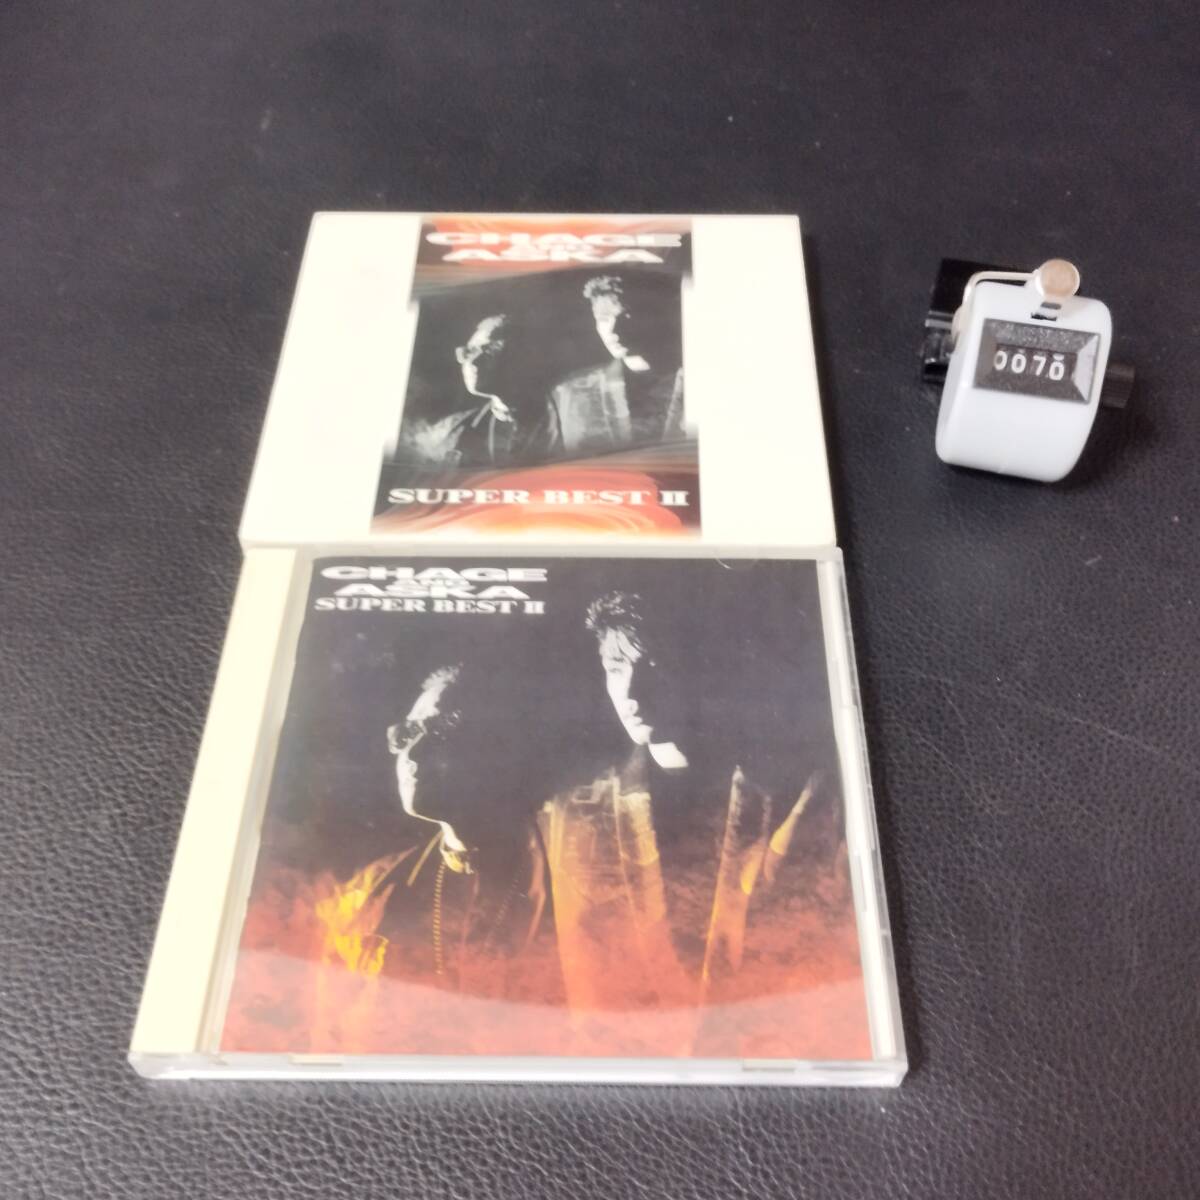 CHAGE
AND
ASKA
SUPER BEST II
0070
CHAGE
AND
ASKA
SUPER BEST II